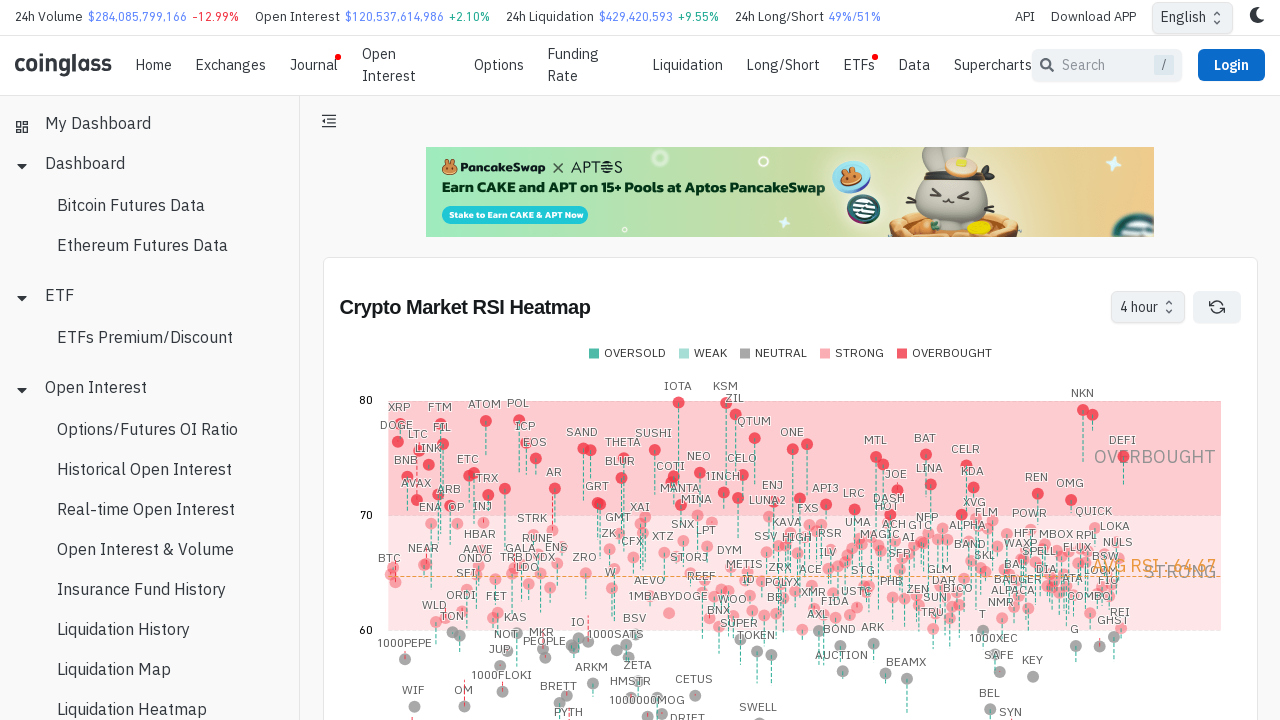 24h Volume $284,085,799,166 -12.99% Open Interest $120,537,614,986 +2.10% 24h Liquidation $429,420,593 +9.55% 24h Long/Short 49%/51% API Download APP English
coinglass Home Exchanges Journal Open Interest Options Funding Rate Liquidation Long/Short ETFs Data Supercharts Search / Login
My Dashboard
Dashboard
Bitcoin Futures Data
Ethereum Futures Data
ETF
ETFs Premium/Discount
Open Interest
Options/Futures OI Ratio
Historical Open Interest
Real-time Open Interest
Open Interest & Volume
Insurance Fund History
Liquidation History
Liquidation Map
Liquidation Heatmap
PancakeSwap X APTOS
Earn CAKE and APT on 15+ Pools at Aptos PancakeSwap
Stake to Earn CAKE & APT Now
Crypto Market RSI Heatmap
4 hour
OVERSOLD WEAK NEUTRAL STRONG OVERBOUGHT
80
IOTA KSM
ZIL NKN
XRP FTM ATOM POL
DOGE FIL ICP QTUM
LTC EOS SAND THETA SUSHI ONE MTL BAT DEFI
LINK CELR OVERBOUGHT
BNB ETC BLUR COTI NEO CELO LINA KDA
AVAX TRX AR 1INCH JOE REN OMG
ARB GRT MANTA ENJ API3 LRC
ENA OP INJ XAI MINA LUNA2 FXS DASH HOT XVG
70
STRK GMT SNX KAVA UMA ACH GTC NFP ALPHA FLM POWR QUICK
HBAR RUNE ZK CFX XTZ LPT SSV HIGH RSR MAGIC AI HFT MBOX RPL LOKA
NEAR AAVE GALA ENS DYM ILV SFP BAND WAXP SPELL FLUX NULS
BTC ONDO TRB DYDX ZRO STORJ METIS ZRX ACE STG GLM SKL BAL BSW
LDO W REEF ID DIA AVG RSI : 64.67
STRONG
AEVO POLYX PHB DAR BADGER ATA FIO
ORDI FET 1MBABYDOGE WOO BB XMR USTC ZEN BICO ALPACA COMBO
WLD BNX FIDA SUN NMR
TON KAS BSV SUPER AXL TRU T REI
60
NOT MKR IO 1000SATS TOKEN BOND ARK G GHST
1000PEPE JUP PEOPLE 1000XEC
ARKM ZETA AUCTION BEAMX SAFE KEY
1000FLOKI HMSTR CETUS
WIF OM BRETT 1000000MOG BEL
PYTH DRIFT SWELL SYN